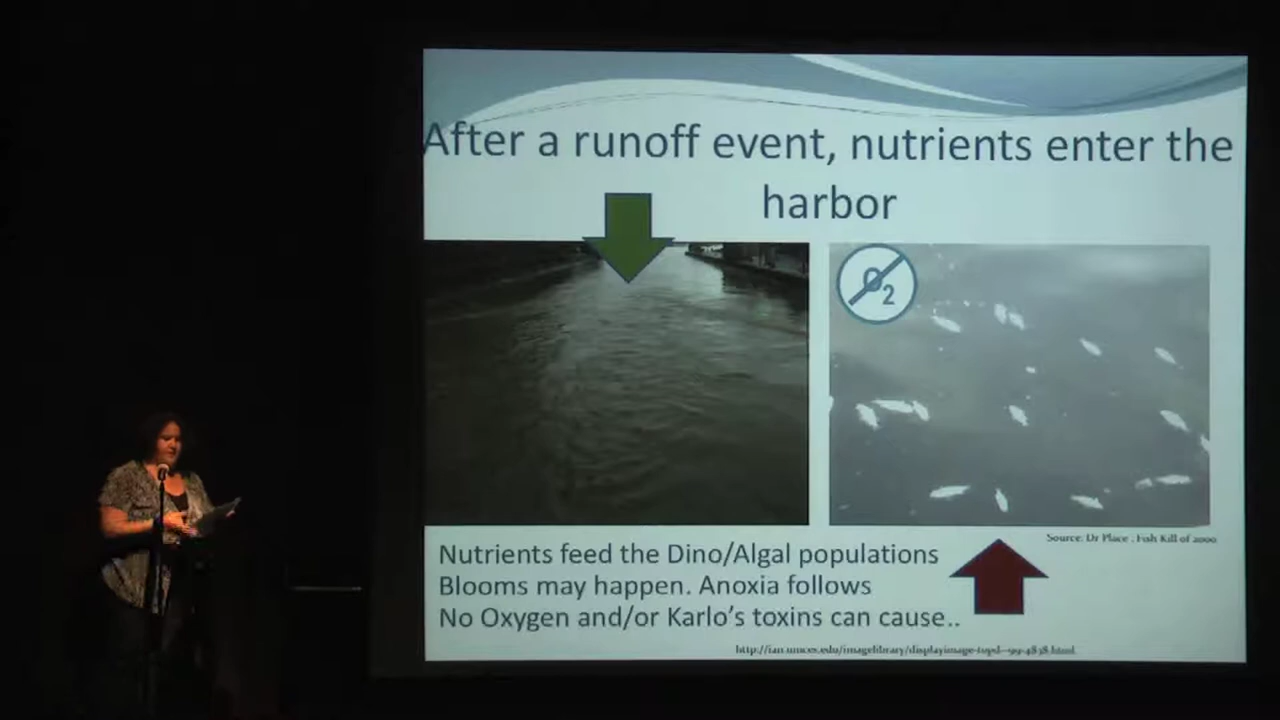 After a runoff event, nutrients enter the
harbor
O2
Source: Dr Place : Fish Kill of 2000
Nutrients feed the Dino/Algal populations
Blooms may happen. Anoxia follows
No Oxygen and/or Karlo's toxins can cause..